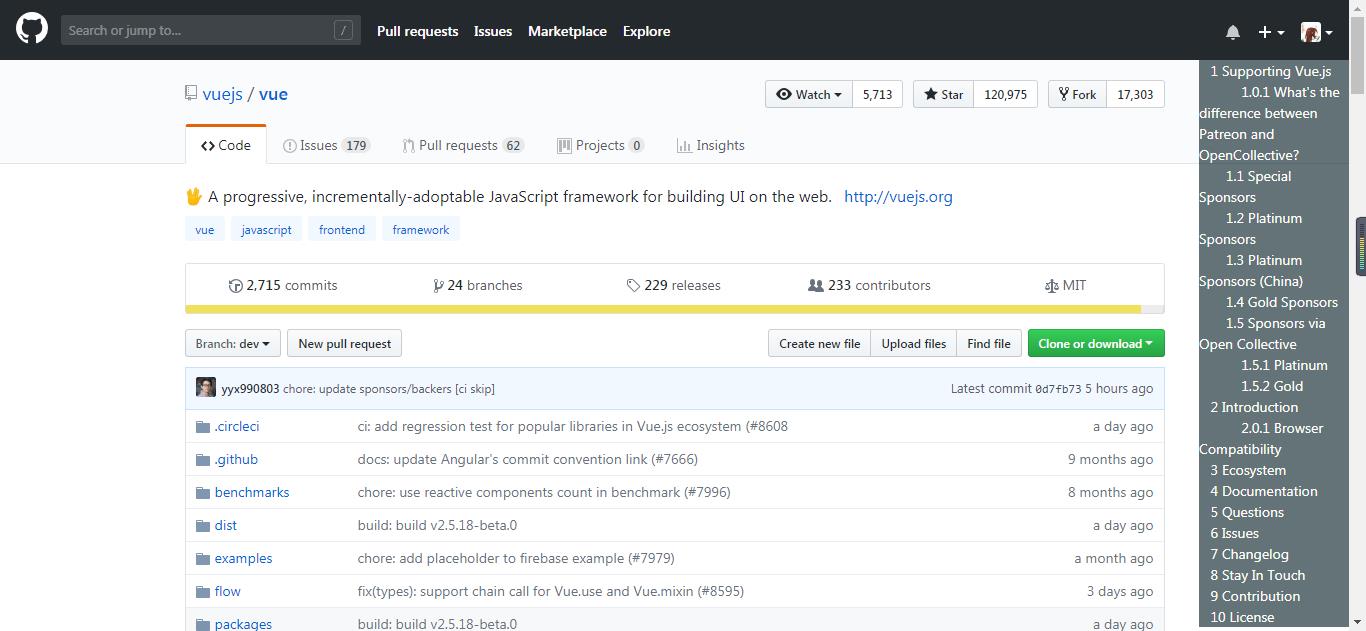 Search or jump to... / Pull requests Issues Marketplace Explore
vuejs / vue Watch 5,713 Star 120,975 Fork 17,303
Code Issues 179 Pull requests 62 Projects 0 Insights
🖖 A progressive, incrementally-adoptable JavaScript framework for building UI on the web. http://vuejs.org
vue javascript frontend framework
2,715 commits 24 branches 229 releases 233 contributors MIT
Branch: dev New pull request Create new file Upload files Find file Clone or download
yyx990803 chore: update sponsors/backers [ci skip] Latest commit 0d7fb73 5 hours ago
.circleci ci: add regression test for popular libraries in Vue.js ecosystem (#8608 a day ago
.github docs: update Angular's commit convention link (#7666) 9 months ago
benchmarks chore: use reactive components count in benchmark (#7996) 8 months ago
dist build: build v2.5.18-beta.0 a day ago
examples chore: add placeholder to firebase example (#7979) a month ago
flow fix(types): support chain call for Vue.use and Vue.mixin (#8595) 3 days ago
packages build: build v2.5.18-beta.0 a day ago
1 Supporting Vue.js
1.0.1 What's the
difference between
Patreon and
OpenCollective?
1.1 Special
Sponsors
1.2 Platinum
Sponsors
1.3 Platinum
Sponsors (China)
1.4 Gold Sponsors
1.5 Sponsors via
Open Collective
1.5.1 Platinum
1.5.2 Gold
2 Introduction
2.0.1 Browser
Compatibility
3 Ecosystem
4 Documentation
5 Questions
6 Issues
7 Changelog
8 Stay In Touch
9 Contribution
10 License